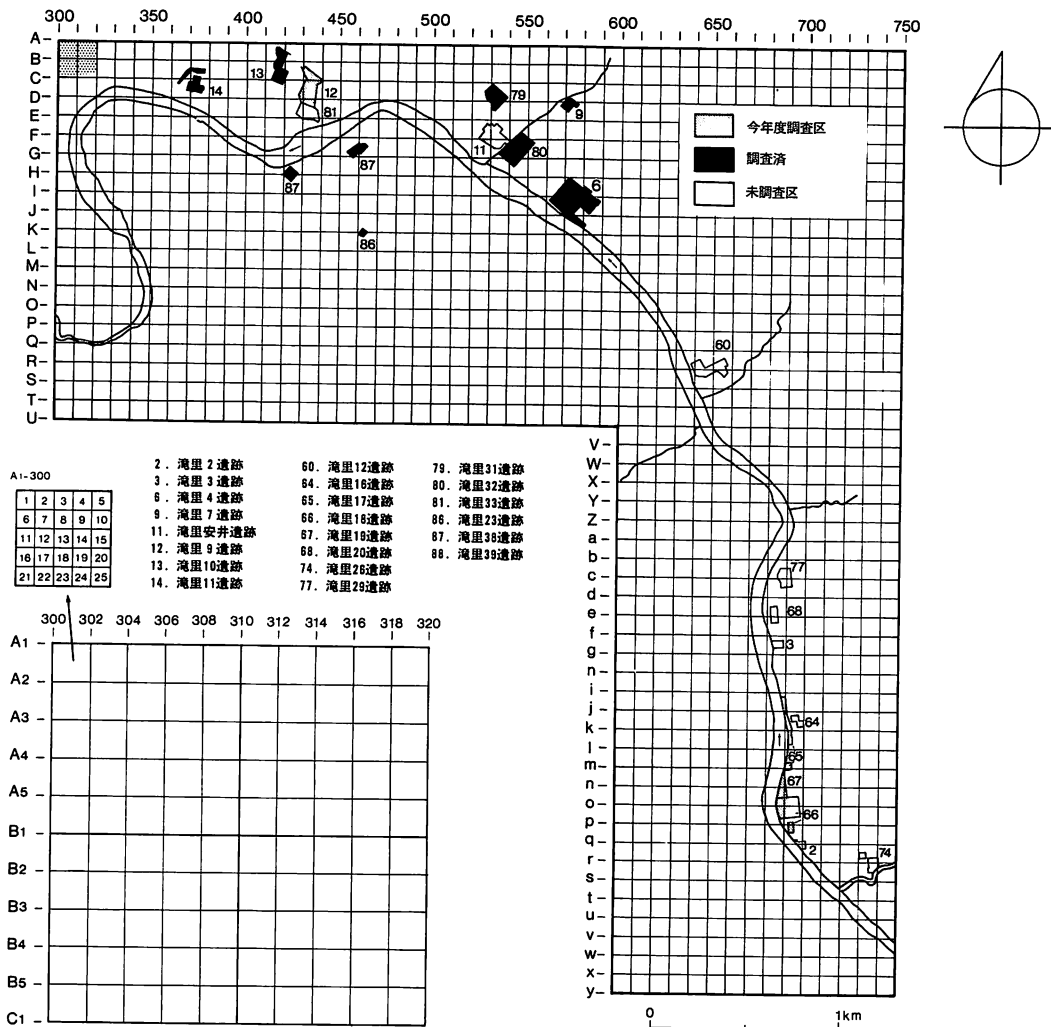 300 350 400 450 500 550 600 650 700 750
A
B
C
D
E
F
G
H
I
J
K
L
M
N
O
P
Q
R
S
T
U
13
14
12
81
79
9
11
80
87
87
6
86
今年度調査区
調査済
未調査区
60
V
W
X
Y
Z
a
b
c
d
e
f
g
n
i
j
k
l
m
n
o
p
q
r
s
t
u
v
w
x
y
77
68
3
64
65
67
66
2
74
0 1km
2. 滝里2遺跡
3. 滝里3遺跡
6. 滝里4遺跡
9. 滝里7遺跡
11. 滝里安井遺跡
12. 滝里9遺跡
13. 滝里10遺跡
14. 滝里11遺跡
60. 滝里12遺跡
64. 滝里16遺跡
65. 滝里17遺跡
66. 滝里18遺跡
67. 滝里19遺跡
68. 滝里20遺跡
74. 滝里26遺跡
77. 滝里29遺跡
79. 滝里31遺跡
80. 滝里32遺跡
81. 滝里33遺跡
86. 滝里23遺跡
87. 滝里38遺跡
88. 滝里39遺跡
A1-300
1 2 3 4 5
6 7 8 9 10
11 12 13 14 15
16 17 18 19 20
21 22 23 24 25
300 302 304 306 308 310 312 314 316 318 320
A1
A2
A3
A4
A5
B1
B2
B3
B4
B5
C1